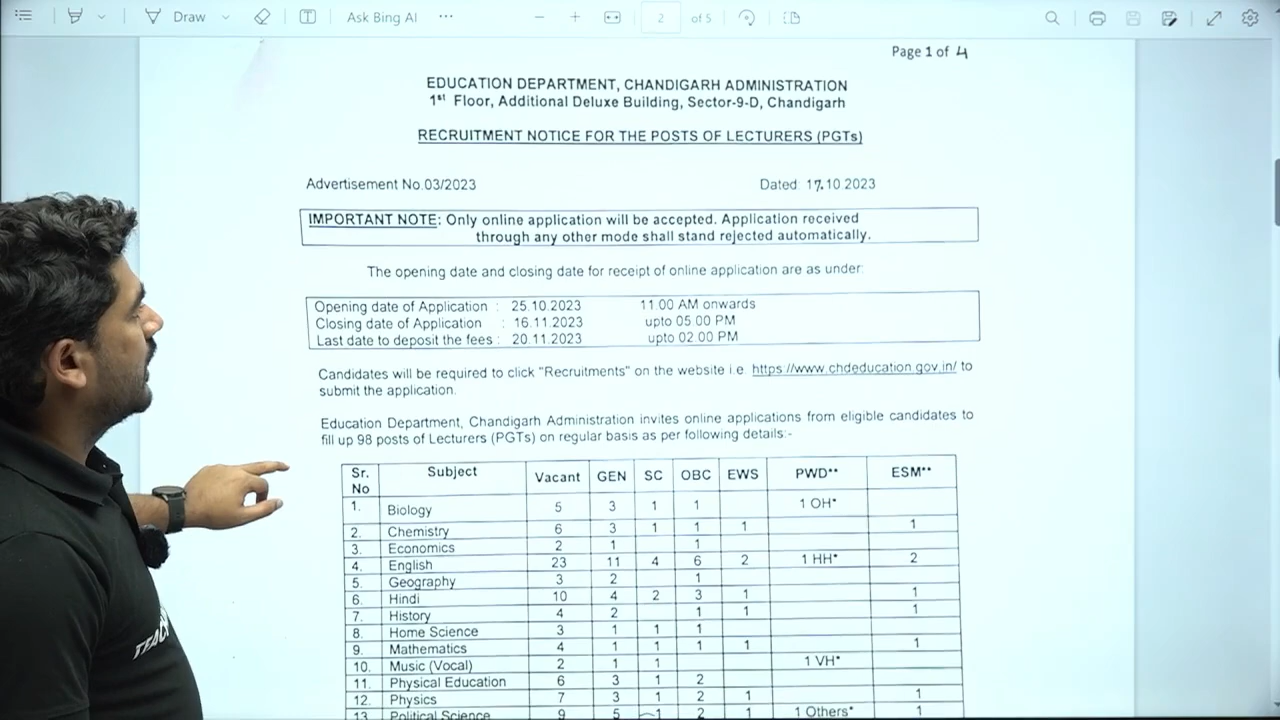 Draw
Ask Bing AI
2 of 5
Page 1 of 4
EDUCATION DEPARTMENT, CHANDIGARH ADMINISTRATION
1st Floor, Additional Deluxe Building, Sector-9-D, Chandigarh
RECRUITMENT NOTICE FOR THE POSTS OF LECTURERS (PGTs)
Advertisement No.03/2023 Dated: 17.10.2023
IMPORTANT NOTE: Only online application will be accepted. Application received
through any other mode shall stand rejected automatically.
The opening date and closing date for receipt of online application are as under:
Opening date of Application : 25.10.2023 11.00 AM onwards
Closing date of Application : 16.11.2023 upto 05.00 PM
Last date to deposit the fees : 20.11.2023 upto 02.00 PM
Candidates will be required to click "Recruitments" on the website i.e https://www.chdeducation.gov.in/ to
submit the application.
Education Department, Chandigarh Administration invites online applications from eligible candidates to
fill up 98 posts of Lecturers (PGTs) on regular basis as per following details:-
Sr. No Subject Vacant GEN SC OBC EWS PWD** ESM**
1. Biology 5 3 1 1 1 OH*
2. Chemistry 6 3 1 1 1 1
3. Economics 2 1 1
4. English 23 11 4 6 2 1 HH* 2
5. Geography 3 2 1
6. Hindi 10 4 2 3 1 1
7. History 4 2 1 1 1
8. Home Science 3 1 1 1
9. Mathematics 4 1 1 1 1 1
10. Music (Vocal) 2 1 1 1 VH*
11. Physical Education 6 3 1 2
12. Physics 7 3 1 2 1 1
13. Political Science 9 5 1 2 1 1 Others* 1
TEACH